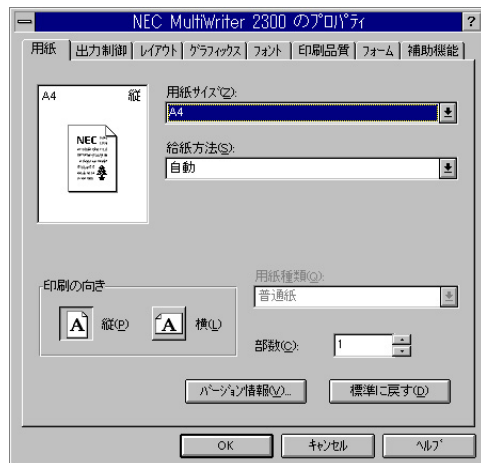 NEC MultiWriter 2300 のﾌﾟﾛﾊﾟﾃｨ ?
用紙 出力制御 ﾚｲｱｳﾄ ｸﾞﾗﾌｨｯｸｽ ﾌｫﾝﾄ 印刷品質 ﾌｫｰﾑ 補助機能
A4 縦
NEC
用紙ｻｲｽﾞ(Z):
A4
給紙方法(S):
自動
印刷の向き
縦(P) 横(L)
用紙種類(O):
普通紙
部数(C): 1
ﾊﾞｰｼﾞｮﾝ情報(V)... 標準に戻す(D)
OK ｷｬﾝｾﾙ ﾍﾙﾌﾟ